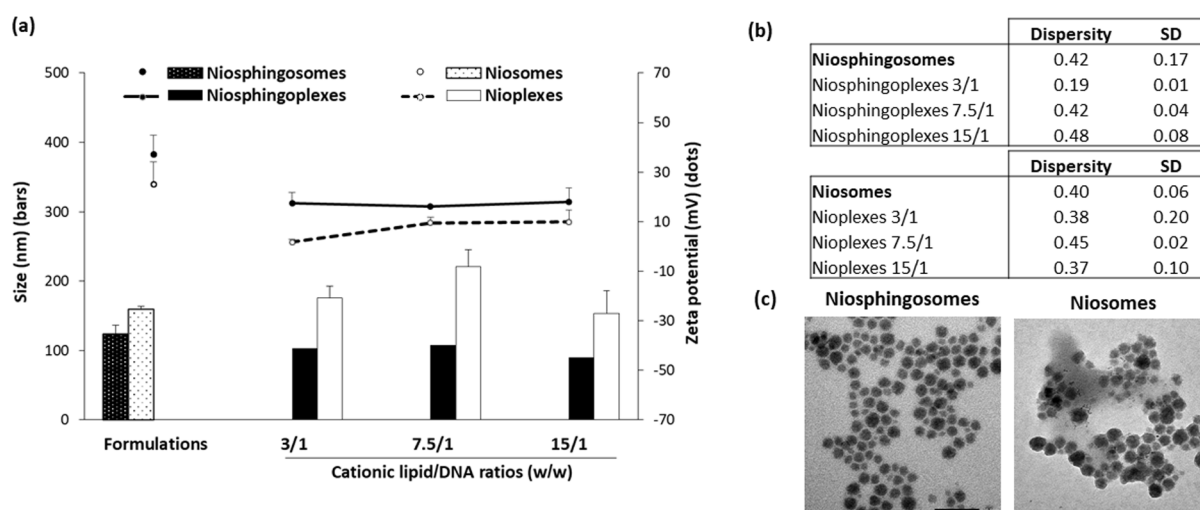 (a)
Niosphingosomes
Niosomes
Niosphingoplexes
Nioplexes
500
400
300
200
100
0
Size (nm) (bars)
70
50
30
10
-10
-30
-50
-70
Zeta potential (mV) (dots)
Formulations
3/1
7.5/1
15/1
Cationic lipid/DNA ratios (w/w)
(b)
Dispersity SD
Niosphingosomes 0.42 0.17
Niosphingoplexes 3/1 0.19 0.01
Niosphingoplexes 7.5/1 0.42 0.04
Niosphingoplexes 15/1 0.48 0.08
Dispersity SD
Niosomes 0.40 0.06
Nioplexes 3/1 0.38 0.20
Nioplexes 7.5/1 0.45 0.02
Nioplexes 15/1 0.37 0.10
(c)
Niosphingosomes
Niosomes